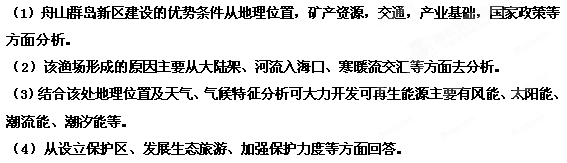 （1）舟山群岛新区建设的优势条件从地理位置，矿产资源，交通，产业基础，国家政策等
方面分析。
（2）该渔场形成的原因主要从大陆架、河流入海口、寒暖流交汇等方面去分析。
（3）结合该处地理位置及天气、气候特征分析可大力开发可再生能源主要有风能、太阳能、
潮流能、潮汐能等。
（4）从设立保护区、发展生态旅游、加强保护力度等方面回答。